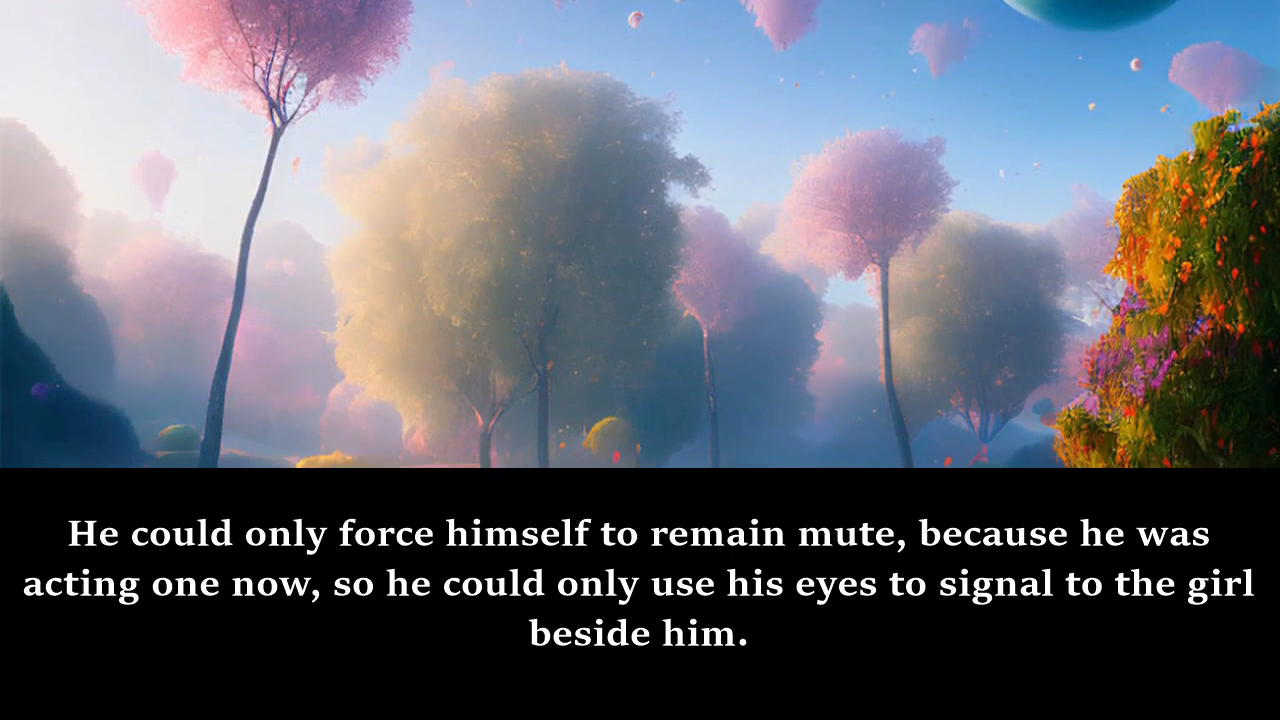 He could only force himself to remain mute, because he was
acting one now, so he could only use his eyes to signal to the girl
beside him.